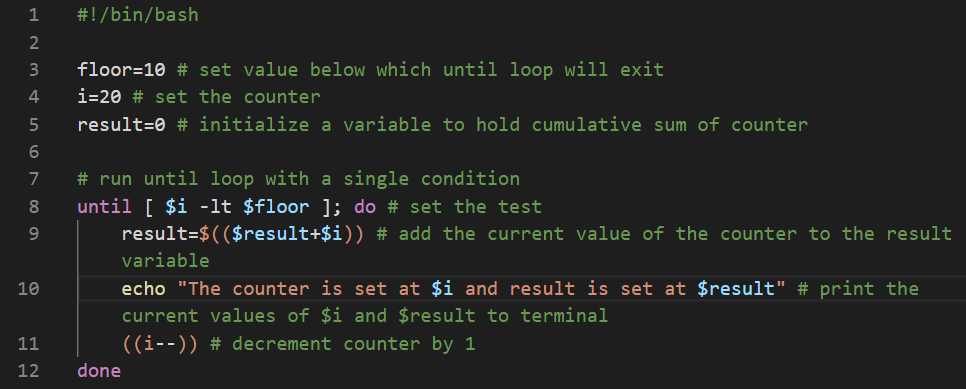 1 #!/bin/bash
2
3 floor=10 # set value below which until loop will exit
4 i=20 # set the counter
5 result=0 # initialize a variable to hold cumulative sum of counter
6
7 # run until loop with a single condition
8 until [ $i -lt $floor ]; do # set the test
9     result=$(($result+$i)) # add the current value of the counter to the result
    variable
10     echo "The counter is set at $i and result is set at $result" # print the
    current values of $i and $result to terminal
11     ((i--)) # decrement counter by 1
12 done